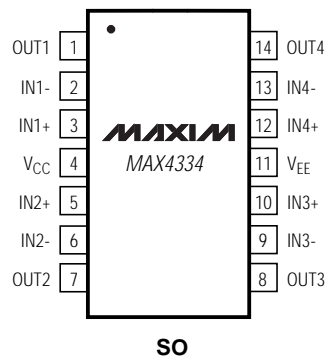 OUT1 1 14 OUT4
IN1- 2 13 IN4-
IN1+ 3 12 IN4+
MAXIM
VCC 4 MAX4334 11 VEE
IN2+ 5 10 IN3+
IN2- 6 9 IN3-
OUT2 7 8 OUT3
SO